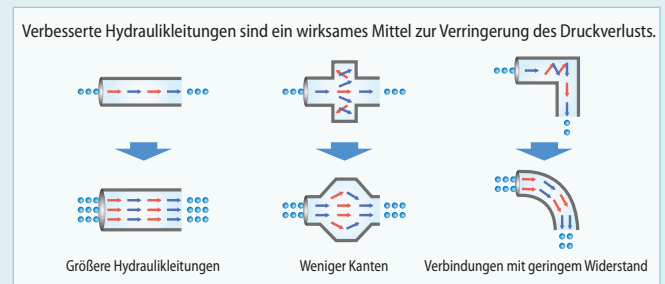 Verbesserte Hydraulikleitungen sind ein wirksames Mittel zur Verringerung des Druckverlusts.
Größere Hydraulikleitungen
Weniger Kanten
Verbindungen mit geringem Widerstand